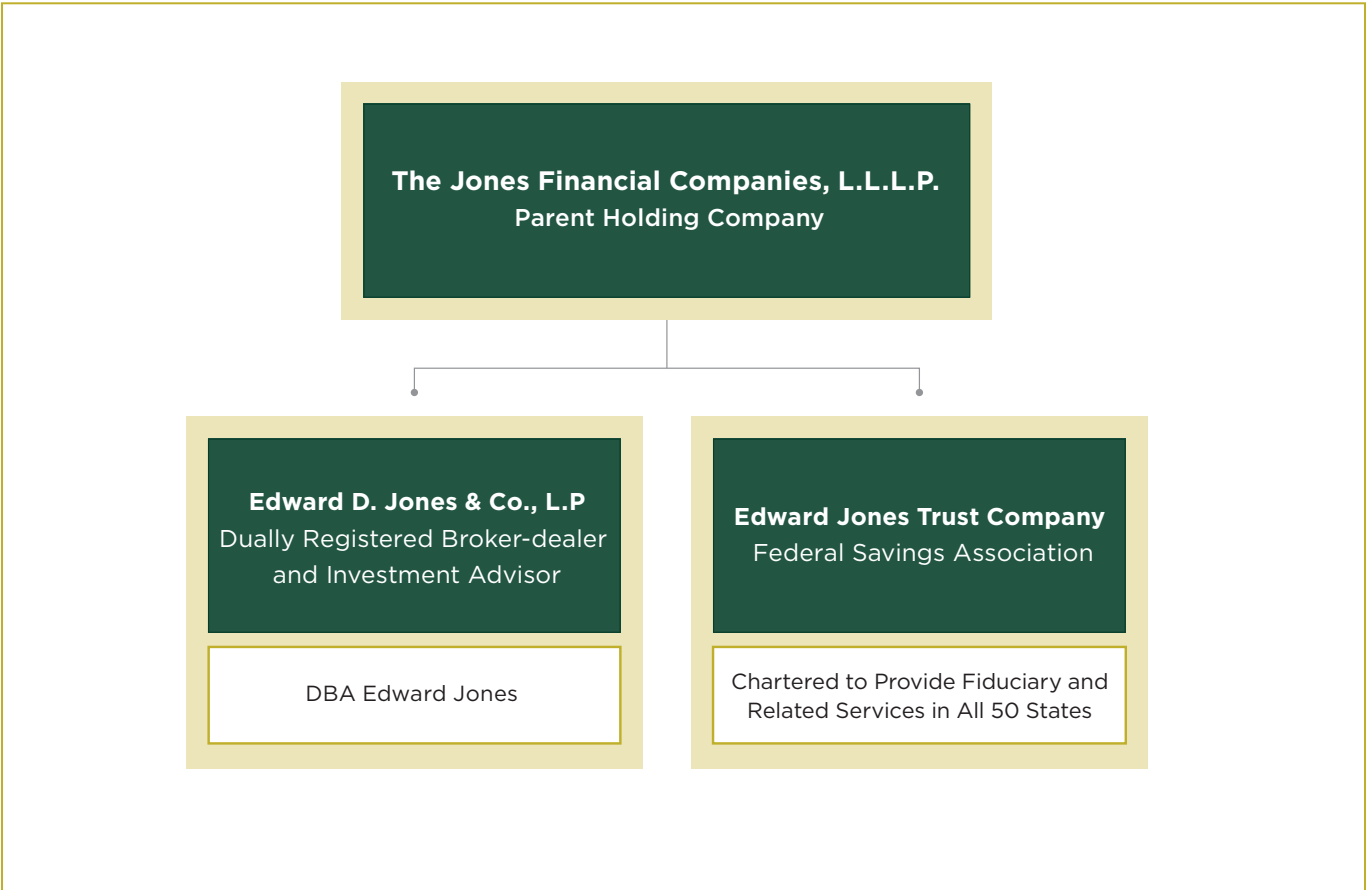 The Jones Financial Companies, L.L.L.P.
Parent Holding Company
Edward D. Jones & Co., L.P
Dually Registered Broker-dealer
and Investment Advisor
DBA Edward Jones
Edward Jones Trust Company
Federal Savings Association
Chartered to Provide Fiduciary and
Related Services in All 50 States